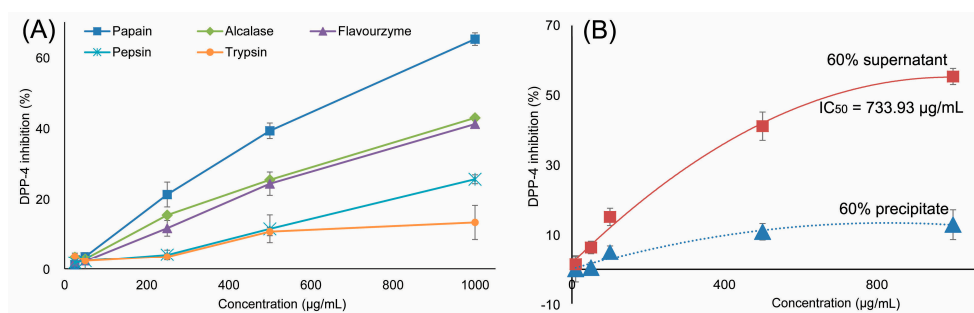 (A)
Papain
Alcalase
Flavourzyme
Pepsin
Trypsin
DPP-4 inhibition (%)
60
40
20
0
0 200 400 600 800 1000
Concentration (µg/mL)
(B)
70
50
30
10
-10
DPP-4 inhibition (%)
60% supernatant
IC50 = 733.93 µg/mL
60% precipitate
0 400 800
Concentration (µg/mL)